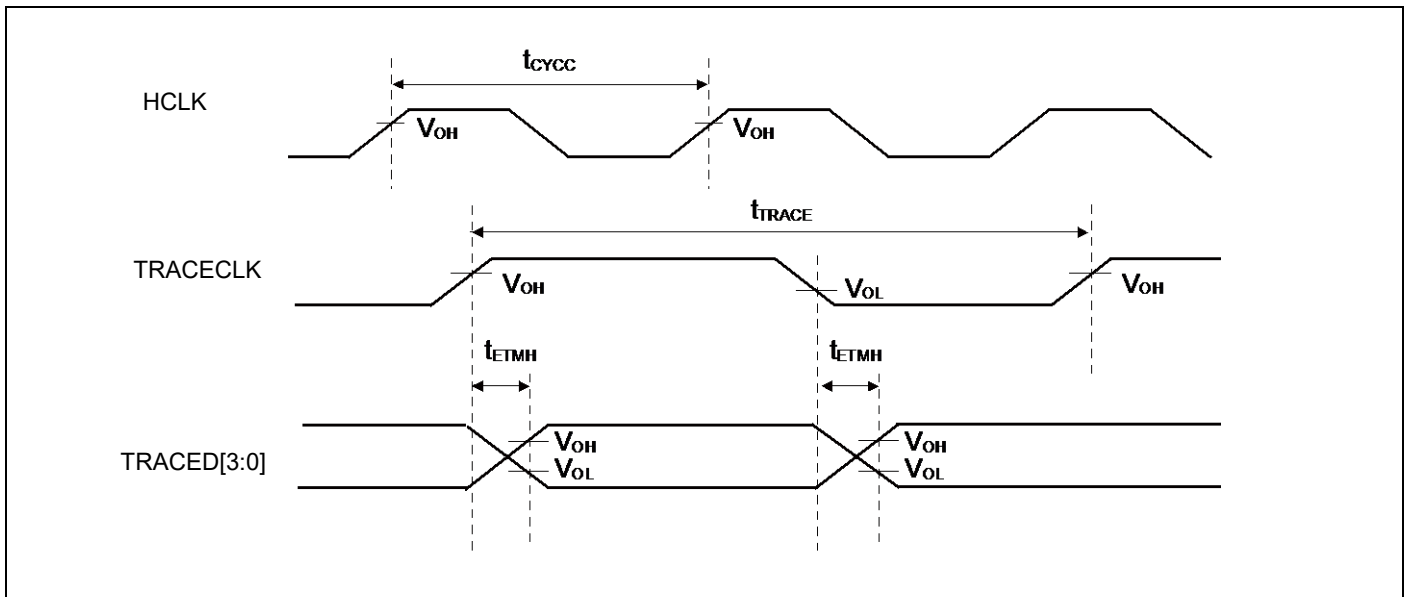 tCYCC
HCLK
VOH VOH
tTRACE
TRACECLK
VOH VOL VOH
tETMH tETMH
VOH VOH
TRACED[3:0]
VOL VOL